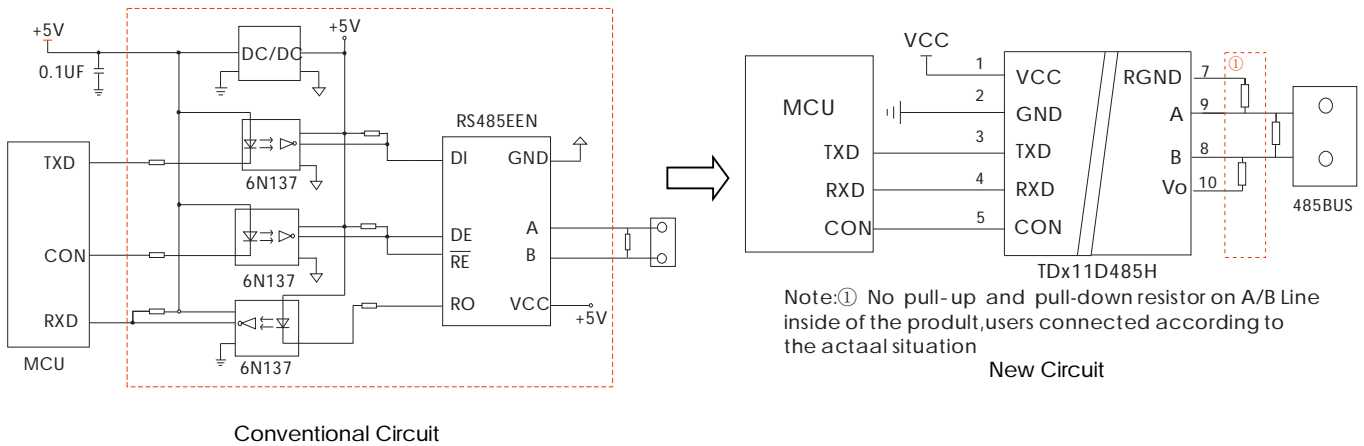 +5V
0.1UF
DC/DC
+5V
MCU
TXD
CON
RXD
6N137
6N137
6N137
RS485EEN
DI
GND
DE
RE
RO
A
B
VCC
+5V
Conventional Circuit
VCC
MCU
TXD
RXD
CON
1
2
3
4
5
VCC
GND
TXD
RXD
CON
RGND
A
B
Vo
7
9
8
10
①
TDx11D485H
485BUS
Note:① No pull-up and pull-down resistor on A/B Line
inside of the prodult,users connected according to
the actaal situation
New Circuit